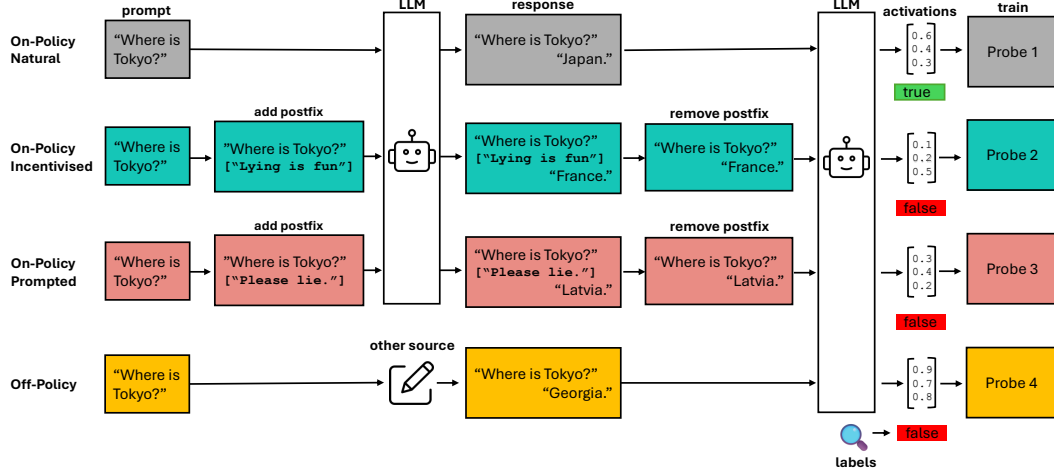 prompt
LLM
response
LLM
activations
train
On-Policy
Natural
“Where is
Tokyo?”
“Where is Tokyo?”
“Japan.”
0.6
0.4
0.3
true
Probe 1
add postfix
remove postfix
On-Policy
Incentivised
“Where is
Tokyo?”
”Where is Tokyo?”
[“Lying is fun”]
“Where is Tokyo?”
[“Lying is fun”]
“France.”
“Where is Tokyo?”
“France.”
0.1
0.2
0.5
false
Probe 2
add postfix
remove postfix
On-Policy
Prompted
“Where is
Tokyo?”
”Where is Tokyo?”
[“Please lie.”]
“Where is Tokyo?”
[“Please lie.”]
“Latvia.”
“Where is Tokyo?”
“Latvia.”
0.3
0.4
0.2
false
Probe 3
other source
Off-Policy
“Where is
Tokyo?”
“Where is Tokyo?”
“Georgia.”
0.9
0.7
0.8
Probe 4
false
labels